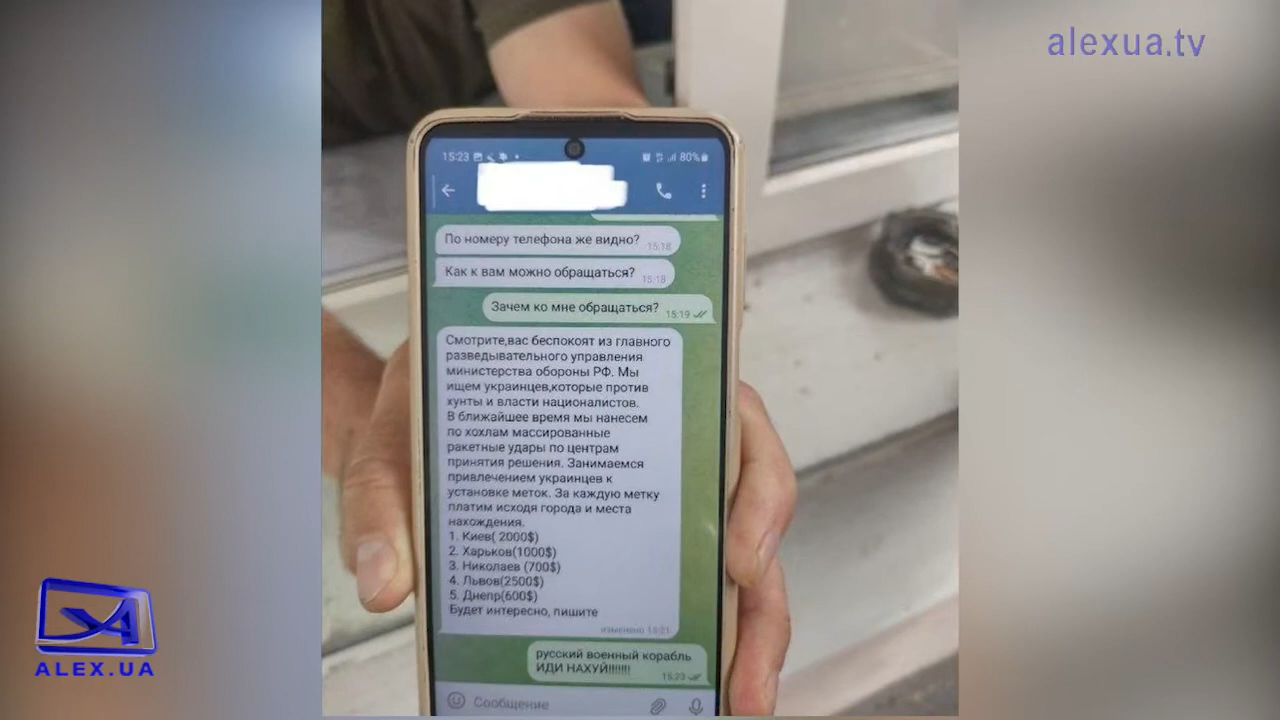 alexua.tv
15:23
80%
По номеру телефона же видно?
15:18
Как к вам можно обращаться?
15:18
Зачем ко мне обращаться?
15:19
Смотрите,вас беспокоят из главного
разведывательного управления
министерства обороны РФ. Мы
ищем украинцев,которые против
хунты и власти националистов.
В ближайшее время мы нанесем
по хохлам массированные
ракетные удары по центрам
принятия решения. Занимаемся
привлечением украинцев к
установке меток. За каждую метку
платим исходя города и места
нахождения.
1. Киев( 2000$)
2. Харьков(1000$)
3. Николаев (700$)
4. Львов(2500$)
5. Днепр(600$)
Будет интересно, пишите
изменено 15:21
русский военный корабль
ИДИ НАХУЙ!!!!!!!
15:23
Сообщение
ALEX.UA